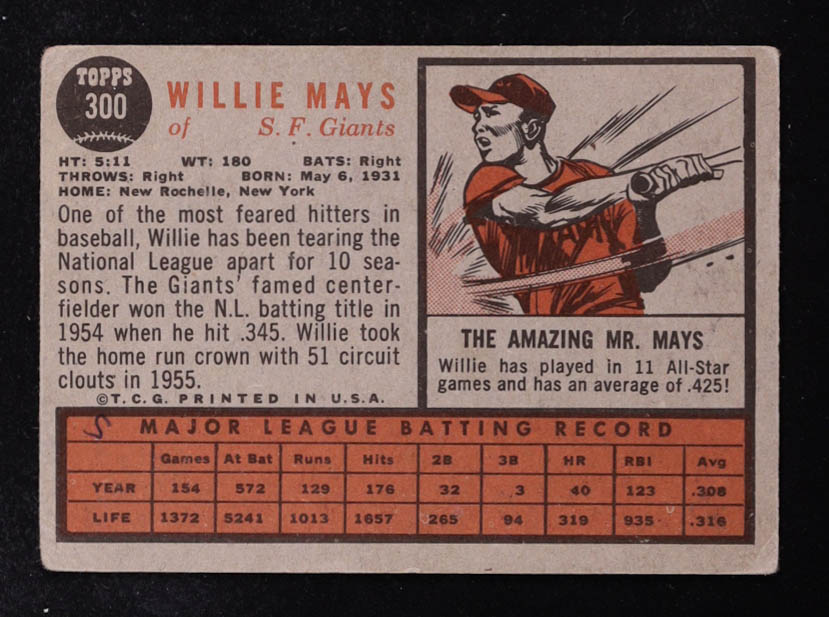 TOPPS
300
WILLIE MAYS
of S. F. Giants
HT: 5:11 WT: 180 BATS: Right
THROWS: Right BORN: May 6, 1931
HOME: New Rochelle, New York
One of the most feared hitters in
baseball, Willie has been tearing the
National League apart for 10 sea-
sons. The Giants' famed center-
fielder won the N.L. batting title in
1954 when he hit .345. Willie took
the home run crown with 51 circuit
clouts in 1955.
©T.C.G. PRINTED IN U.S.A.
THE AMAZING MR. MAYS
Willie has played in 11 All-Star
games and has an average of .425!
MAJOR LEAGUE BATTING RECORD
Games At Bat Runs Hits 2B 3B HR RBI Avg
YEAR 154 572 129 176 32 3 40 123 .308
LIFE 1372 5241 1013 1657 265 94 319 935 .316